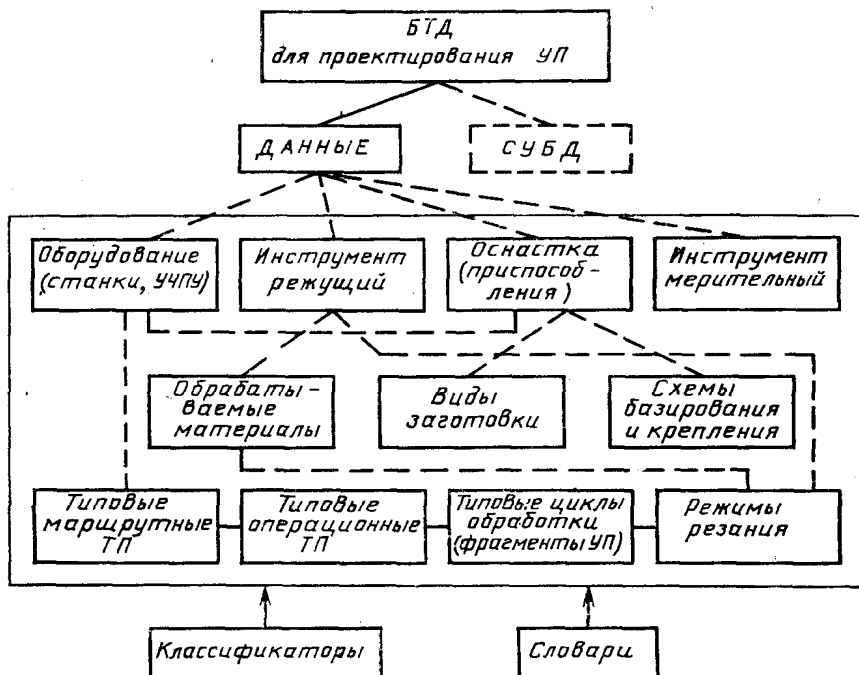 БТД
для проектирования УП
ДАННЫЕ
СУБД
Оборудование
(станки, УЧПУ)
Инструмент
режущий
Оснастка
(приспособ-
ления)
Инструмент
мерительный
Обрабаты-
ваемые
материалы
Виды
заготовки
Схемы
базирования
и крепления
Типовые
маршрутные
ТП
Типовые
операционные
ТП
Типовые циклы
обработки
(фрагменты УП)
Режимы
резания
Классификаторы
Словари